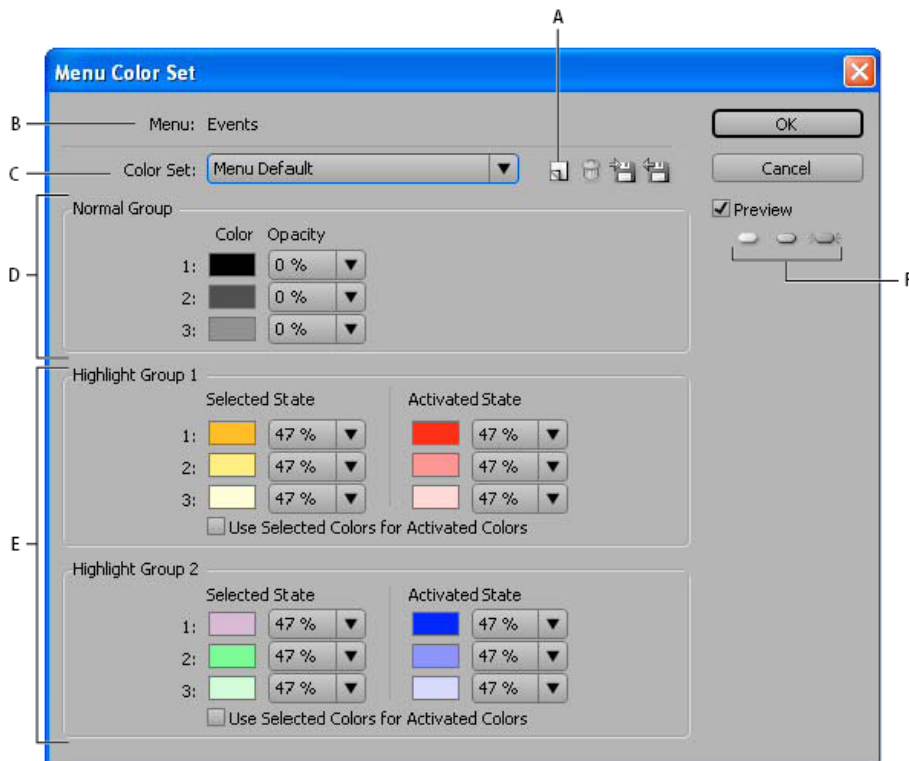 A
Menu Color Set
B
Menu: Events
OK
C
Color Set: Menu Default
Cancel
Normal Group
Preview
Color Opacity
D
1: 0 %
F
2: 0 %
3: 0 %
Highlight Group 1
Selected State Activated State
1: 47 % 47 %
2: 47 % 47 %
3: 47 % 47 %
Use Selected Colors for Activated Colors
E
Highlight Group 2
Selected State Activated State
1: 47 % 47 %
2: 47 % 47 %
3: 47 % 47 %
Use Selected Colors for Activated Colors